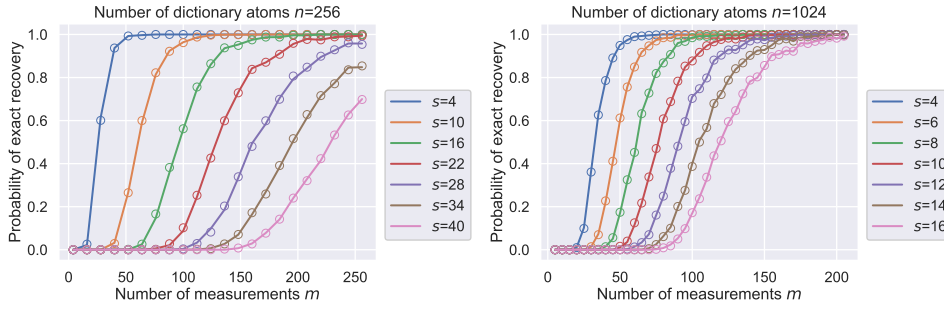 Number of dictionary atoms n=256
Probability of exact recovery
1.0
0.8
0.6
0.4
0.2
0.0
0 50 100 150 200 250
Number of measurements m
s=4
s=10
s=16
s=22
s=28
s=34
s=40
Number of dictionary atoms n=1024
Probability of exact recovery
1.0
0.8
0.6
0.4
0.2
0.0
0 50 100 150 200
Number of measurements m
s=4
s=6
s=8
s=10
s=12
s=14
s=16